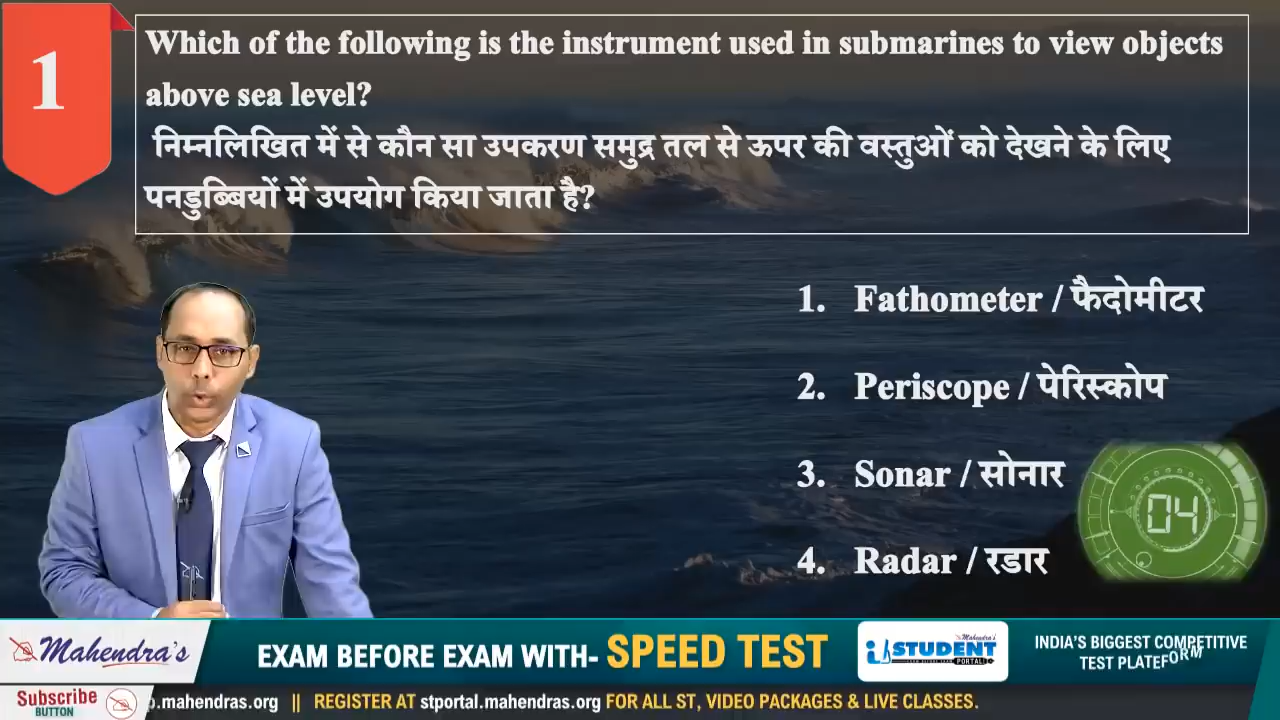 1
Which of the following is the instrument used in submarines to view objects
above sea level?
निम्नलिखित में से कौन सा उपकरण समुद्र तल से ऊपर की वस्तुओं को देखने के लिए
पनडुब्बियों में उपयोग किया जाता है?
1. Fathometer / फैदोमीटर
2. Periscope / पेरिस्कोप
3. Sonar / सोनार
04
4. Radar / रडार
Mahendra's
EXAM BEFORE EXAM WITH- SPEED TEST
Mahendra's
STUDENT
PORTAL
INDIA'S BIGGEST COMPETITIVE
TEST PLATEFORM
Subscribe
BUTTON
p.mahendras.org || REGISTER AT stportal.mahendras.org FOR ALL ST, VIDEO PACKAGES & LIVE CLASSES.